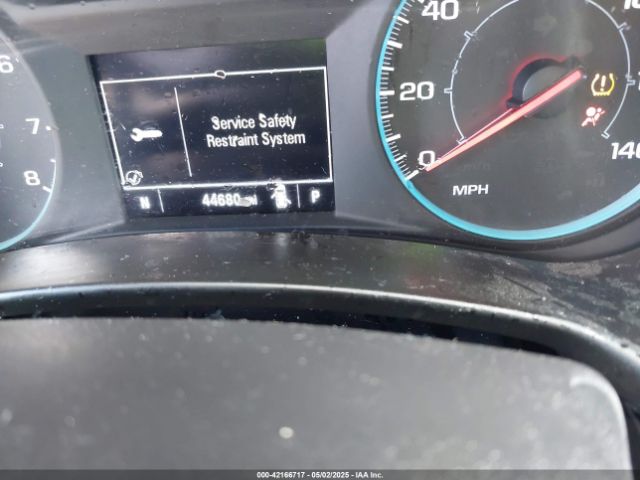 6
7
8
Service Safety
Restraint System
N 44680 mi P
40
20
0
140
MPH
000-42166717 - 05/02/2025 - IAA Inc.